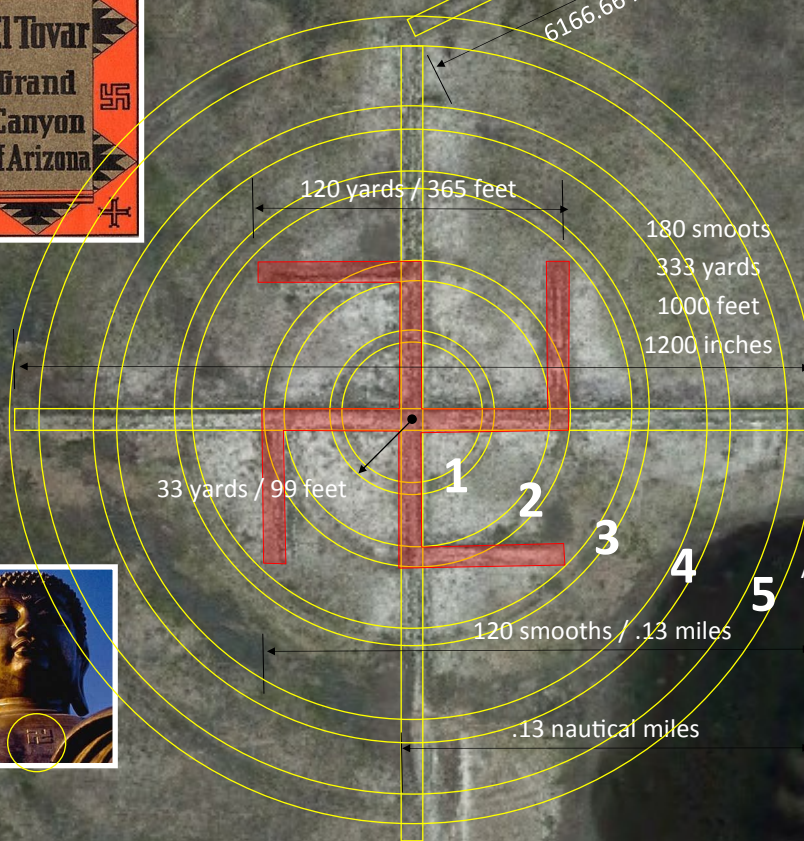 l Tovar
Grand
Canyon
Arizona
6166.66
120 yards / 365 feet
180 smoots
333 yards
1000 feet
1200 inches
33 yards / 99 feet
1
2
3
4
5
120 smooths / .13 miles
.13 nautical miles